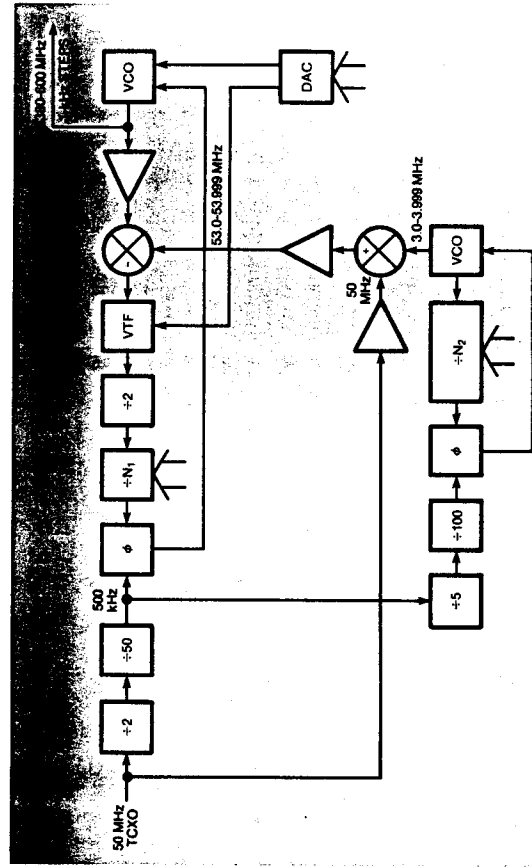 VCO
DAC
53.0–53.999 MHz
-
VTF
÷2
÷N₁
ϕ
500
kHz
÷50
÷2
50 MHz
TCXO
50
MHz
+
3.0–3.999 MHz
VCO
÷N₂
ϕ
÷100
÷5